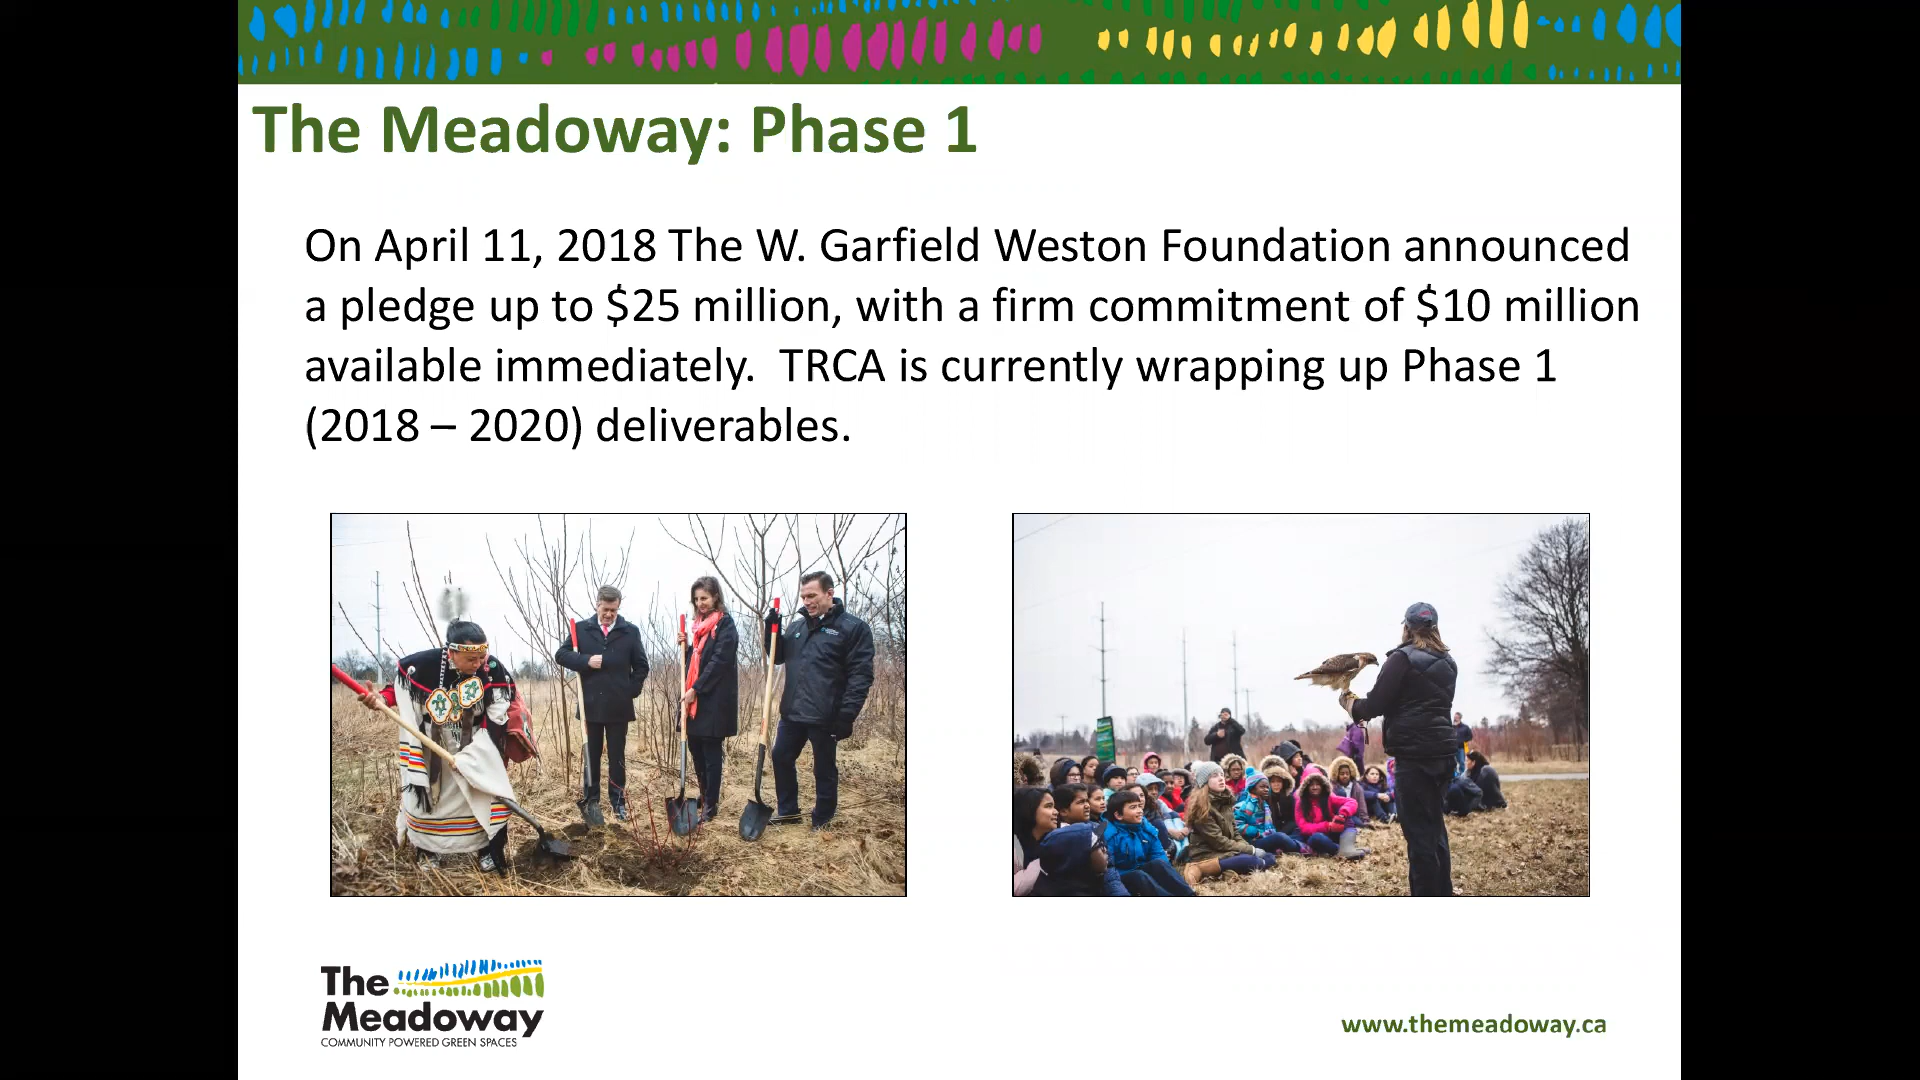 The Meadoway: Phase 1
On April 11, 2018 The W. Garfield Weston Foundation announced
a pledge up to $25 million, with a firm commitment of $10 million
available immediately.  TRCA is currently wrapping up Phase 1
(2018 – 2020) deliverables.
The
Meadoway
COMMUNITY POWERED GREEN SPACES
www.themeadoway.ca